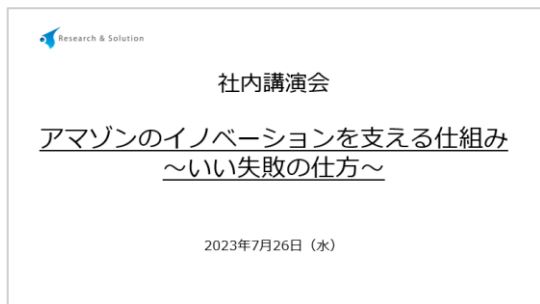 Research & Solution
社内講演会
アマゾンのイノベーションを支える仕組み
～いい失敗の仕方～
2023年7月26日（水）